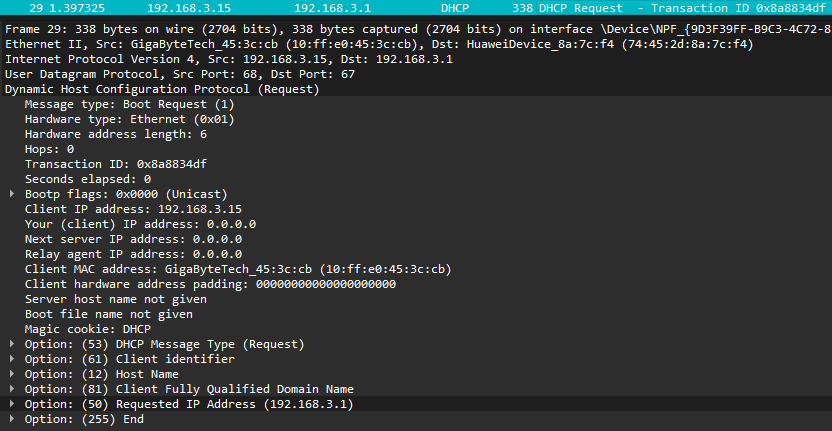 29 1.397325 192.168.3.15 192.168.3.1 DHCP 338 DHCP Request - Transaction ID 0x8a8834df
Frame 29: 338 bytes on wire (2704 bits), 338 bytes captured (2704 bits) on interface \Device\NPF_{9D3F39FF-B9C3-4C72-8
Ethernet II, Src: GigaByteTech_45:3c:cb (10:ff:e0:45:3c:cb), Dst: HuaweiDevice_8a:7c:f4 (74:45:2d:8a:7c:f4)
Internet Protocol Version 4, Src: 192.168.3.15, Dst: 192.168.3.1
User Datagram Protocol, Src Port: 68, Dst Port: 67
Dynamic Host Configuration Protocol (Request)
Message type: Boot Request (1)
Hardware type: Ethernet (0x01)
Hardware address length: 6
Hops: 0
Transaction ID: 0x8a8834df
Seconds elapsed: 0
Bootp flags: 0x0000 (Unicast)
Client IP address: 192.168.3.15
Your (client) IP address: 0.0.0.0
Next server IP address: 0.0.0.0
Relay agent IP address: 0.0.0.0
Client MAC address: GigaByteTech_45:3c:cb (10:ff:e0:45:3c:cb)
Client hardware address padding: 00000000000000000000
Server host name not given
Boot file name not given
Magic cookie: DHCP
Option: (53) DHCP Message Type (Request)
Option: (61) Client identifier
Option: (12) Host Name
Option: (81) Client Fully Qualified Domain Name
Option: (50) Requested IP Address (192.168.3.1)
Option: (255) End